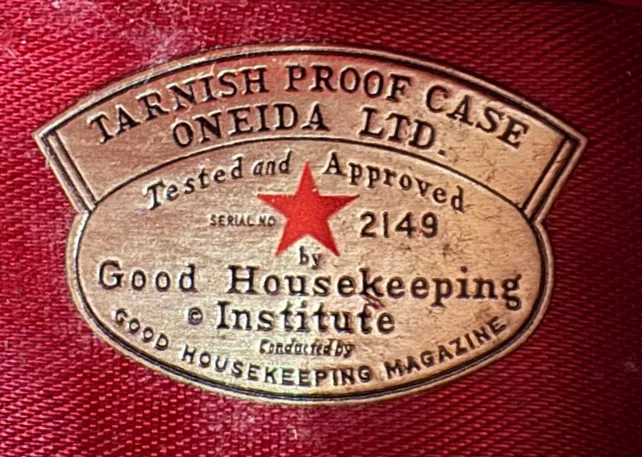 TARNISH PROOF CASE
ONEIDA LTD.
Tested and Approved
SERIAL NO 2149
by
Good Housekeeping
© Institute
Conducted by
GOOD HOUSEKEEPING MAGAZINE